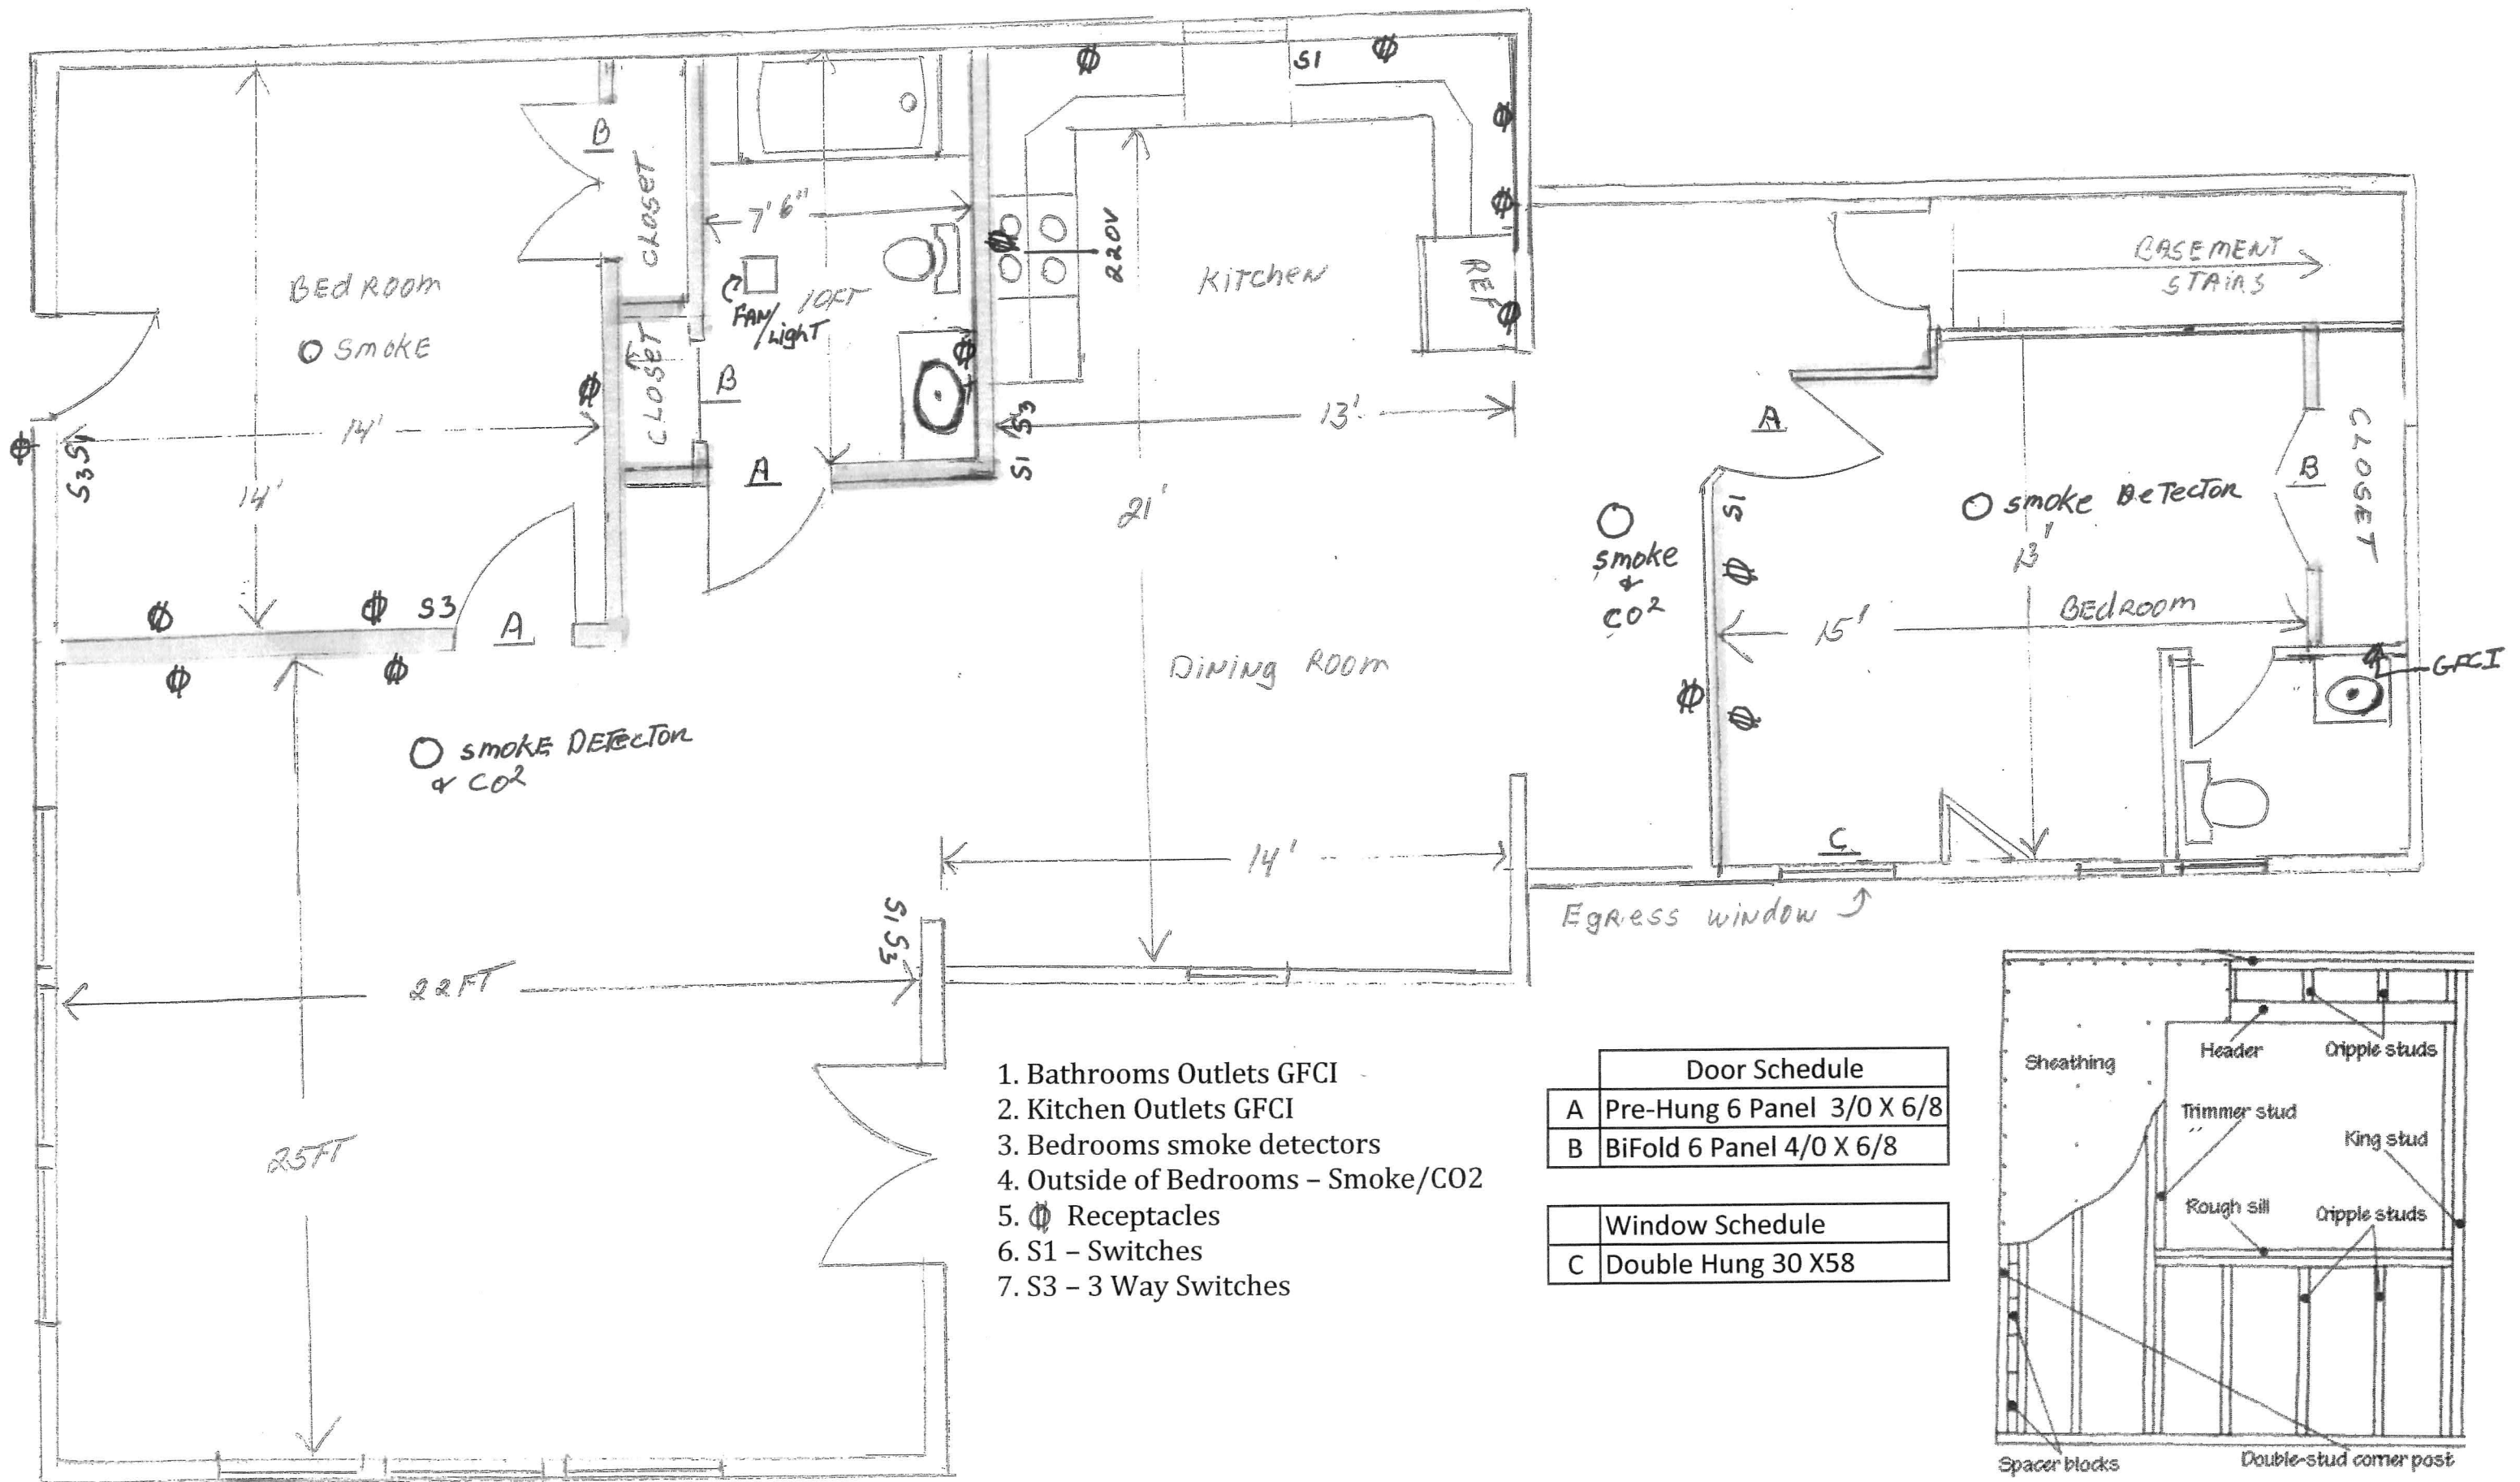 S1
B
CLOSET
7' 6"
220V
BASEMENT
STAIRS
BEdROOM
KITCHEN
REF
10FT
FAN/
LighT
O SMOKE
CLOSET
B
14'
S3
13'
A
CLOSET
S3S1
14'
A
S1
B
21'
S1
smoke DeTecToR
smoke
&
CO2
13'
S3
A
15'
BEdROOM
DiNiNg ROOM
GFCI
smokE DETEcToR
& CO2
14'
C
S1 S3
EgRess wiNdow
22FT
25FT
1. Bathrooms Outlets GFCI
2. Kitchen Outlets GFCI
3. Bedrooms smoke detectors
4. Outside of Bedrooms – Smoke/CO2
5. Receptacles
6. S1 – Switches
7. S3 – 3 Way Switches
Door Schedule
A Pre-Hung 6 Panel 3/0 X 6/8
B BiFold 6 Panel 4/0 X 6/8
Window Schedule
C Double Hung 30 X58
Header
Cripple studs
Sheathing
Trimmer stud
King stud
Rough sill
Cripple studs
Double-stud corner post
Spacer blocks